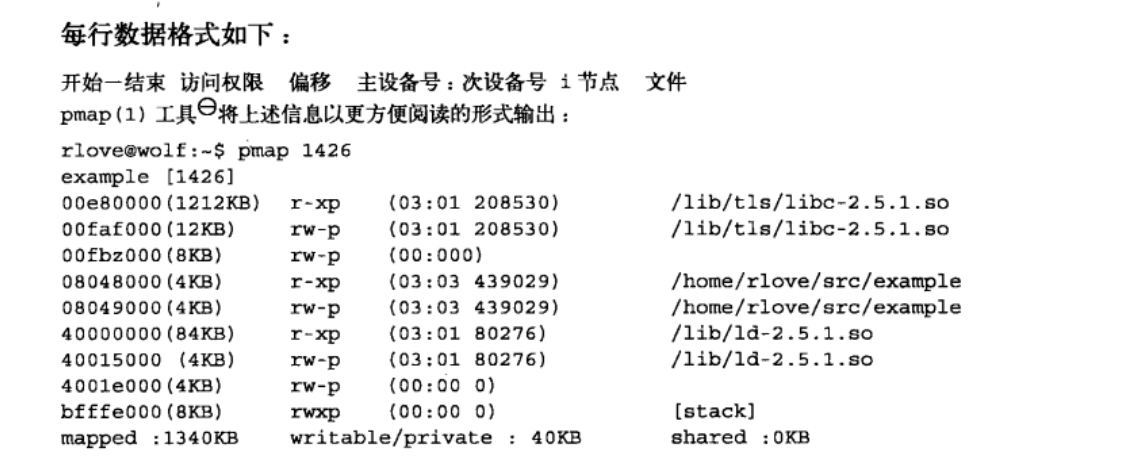 每行数据格式如下：
开始一结束 访问权限 偏移 主设备号：次设备号 i 节点 文件
pmap(1) 工具⊖将上述信息以更方便阅读的形式输出：
rlove@wolf:~$ pmap 1426
example [1426]
00e80000(1212KB) r-xp (03:01 208530) /lib/tls/libc-2.5.1.so
00faf000(12KB) rw-p (03:01 208530) /lib/tls/libc-2.5.1.so
00fbz000(8KB) rw-p (00:000)
08048000(4KB) r-xp (03:03 439029) /home/rlove/src/example
08049000(4KB) rw-p (03:03 439029) /home/rlove/src/example
40000000(84KB) r-xp (03:01 80276) /lib/ld-2.5.1.so
40015000 (4KB) rw-p (03:01 80276) /lib/ld-2.5.1.so
4001e000(4KB) rw-p (00:00 0)
bfffe000(8KB) rwxp (00:00 0) [stack]
mapped :1340KB writable/private : 40KB shared :0KB